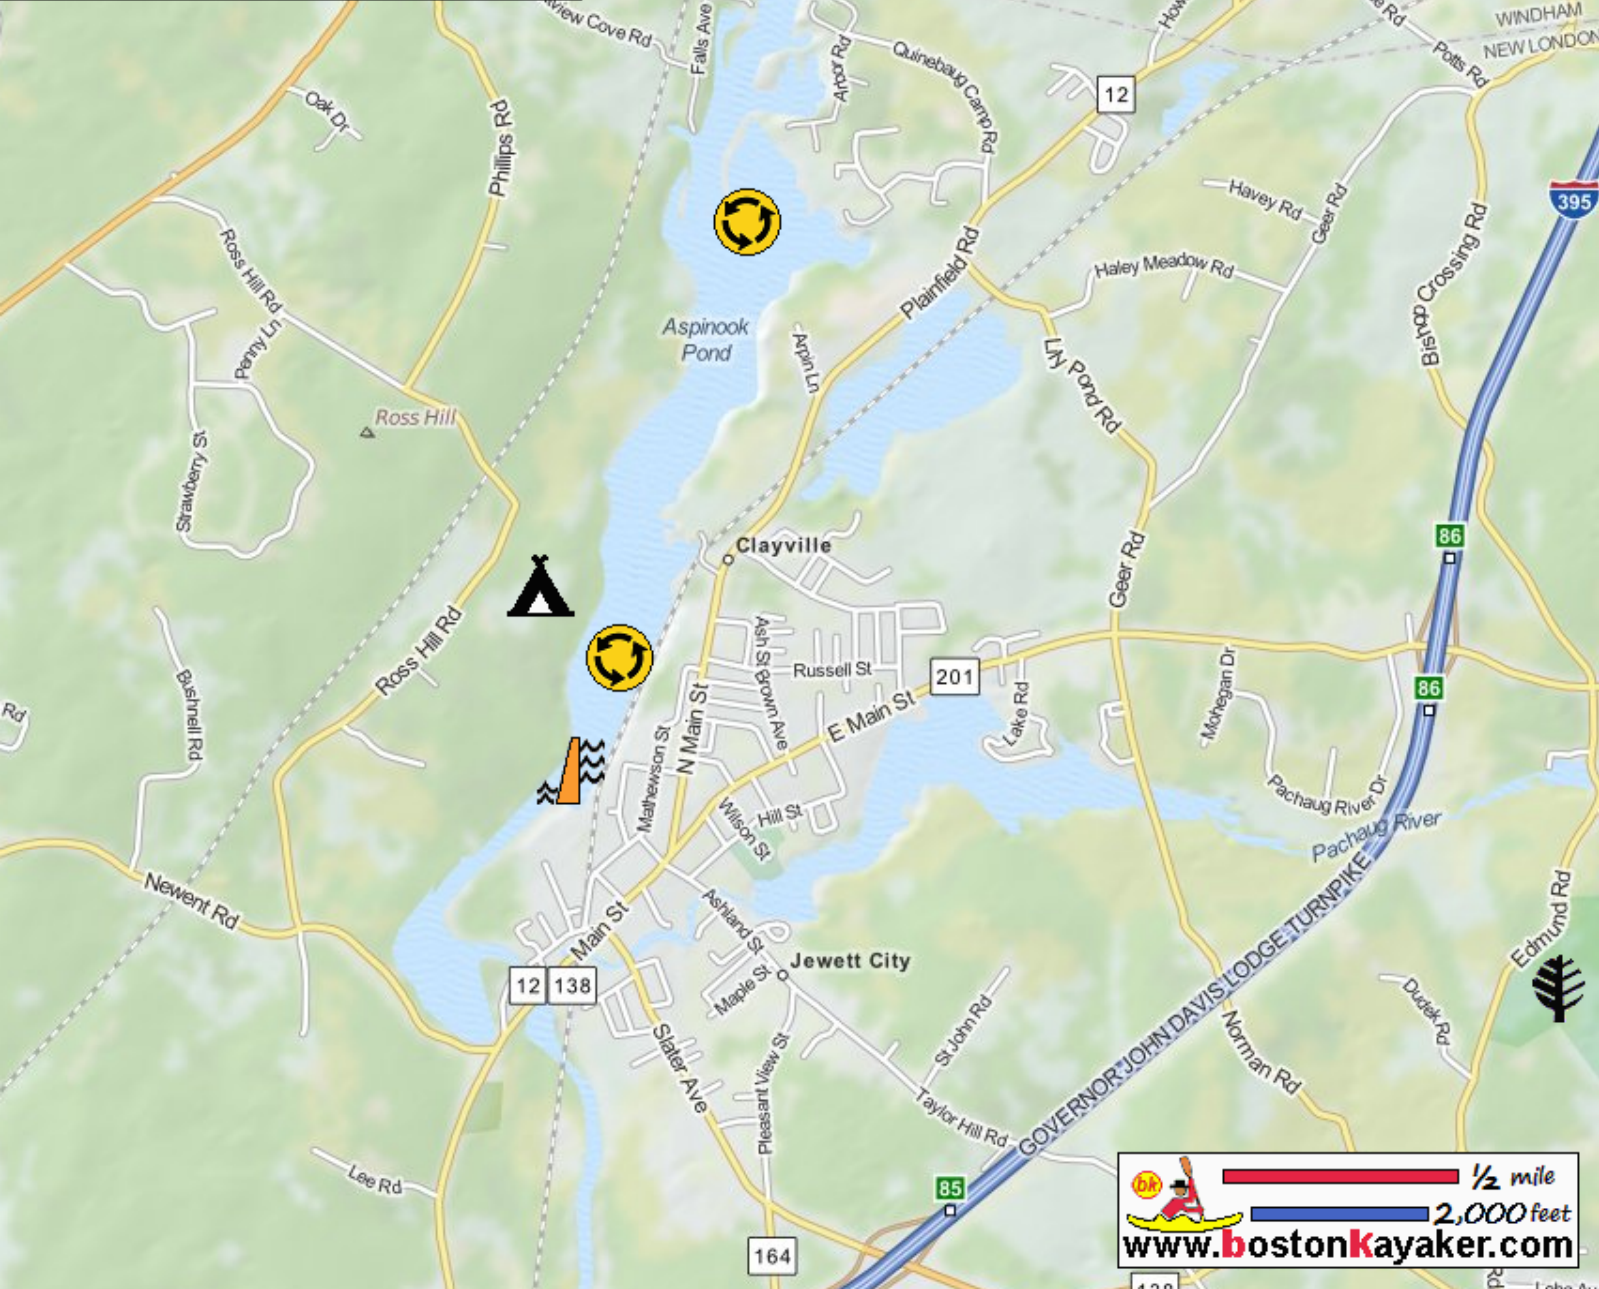 view Cove Rd
Falls Ave
Arbor Rd
Quinebaug Camp Rd
12
How
e Rd
Potts Rd
WINDHAM
NEW LONDON
Oak Dr
Phillips Rd
Havey Rd
Geer Rd
395
Ross Hill Rd
Penny Ln
Plainfield Rd
Haley Meadow Rd
Bishop Crossing Rd
Aspinook
Pond
Arpin Ln
Lily Pond Rd
Ross Hill
Strawberry St
Clayville
86
Geer Rd
Ross Hill Rd
Ash St
Brown Ave
Russell St
201
Lake Rd
Mohegan Dr
86
Rd
Bushnell Rd
Mathewson St
N Main St
E Main St
Wilson St
Hill St
Pachaug River Dr
Pachaug River
Newent Rd
Main St
Ashland St
Maple St
Jewett City
12
138
Edmund Rd
Dudek Rd
St John Rd
Norman Rd
GOVERNOR JOHN DAVIS LODGE TURNPIKE
Slater Ave
Pleasant View St
Taylor Hill Rd
Lee Rd
85
164
138
Rd
bk
½ mile
2,000 feet
www.bostonkayaker.com